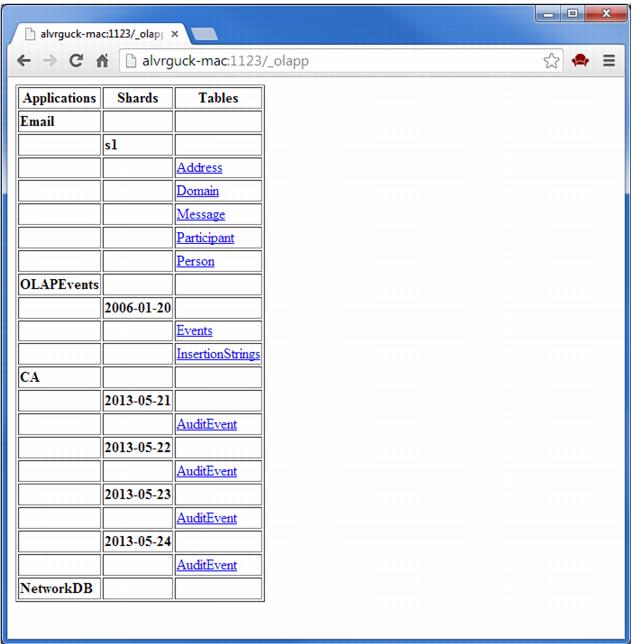 alvrguck-mac:1123/_olapp
alvrguck-mac:1123/_olapp
Applications Shards Tables
Email
s1
Address
Domain
Message
Participant
Person
OLAPEvents
2006-01-20
Events
InsertionStrings
CA
2013-05-21
AuditEvent
2013-05-22
AuditEvent
2013-05-23
AuditEvent
2013-05-24
AuditEvent
NetworkDB